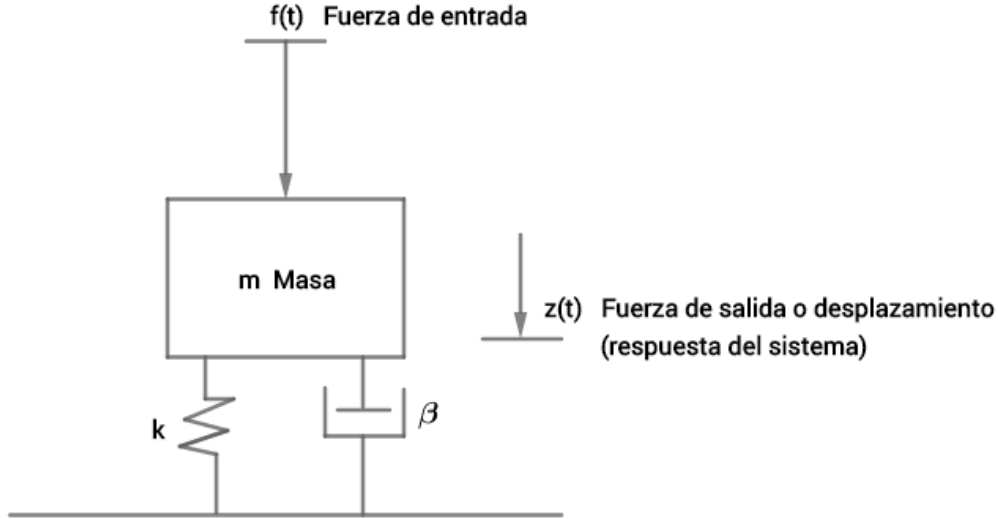 f(t) Fuerza de entrada
m Masa
z(t) Fuerza de salida o desplazamiento
(respuesta del sistema)
k
β